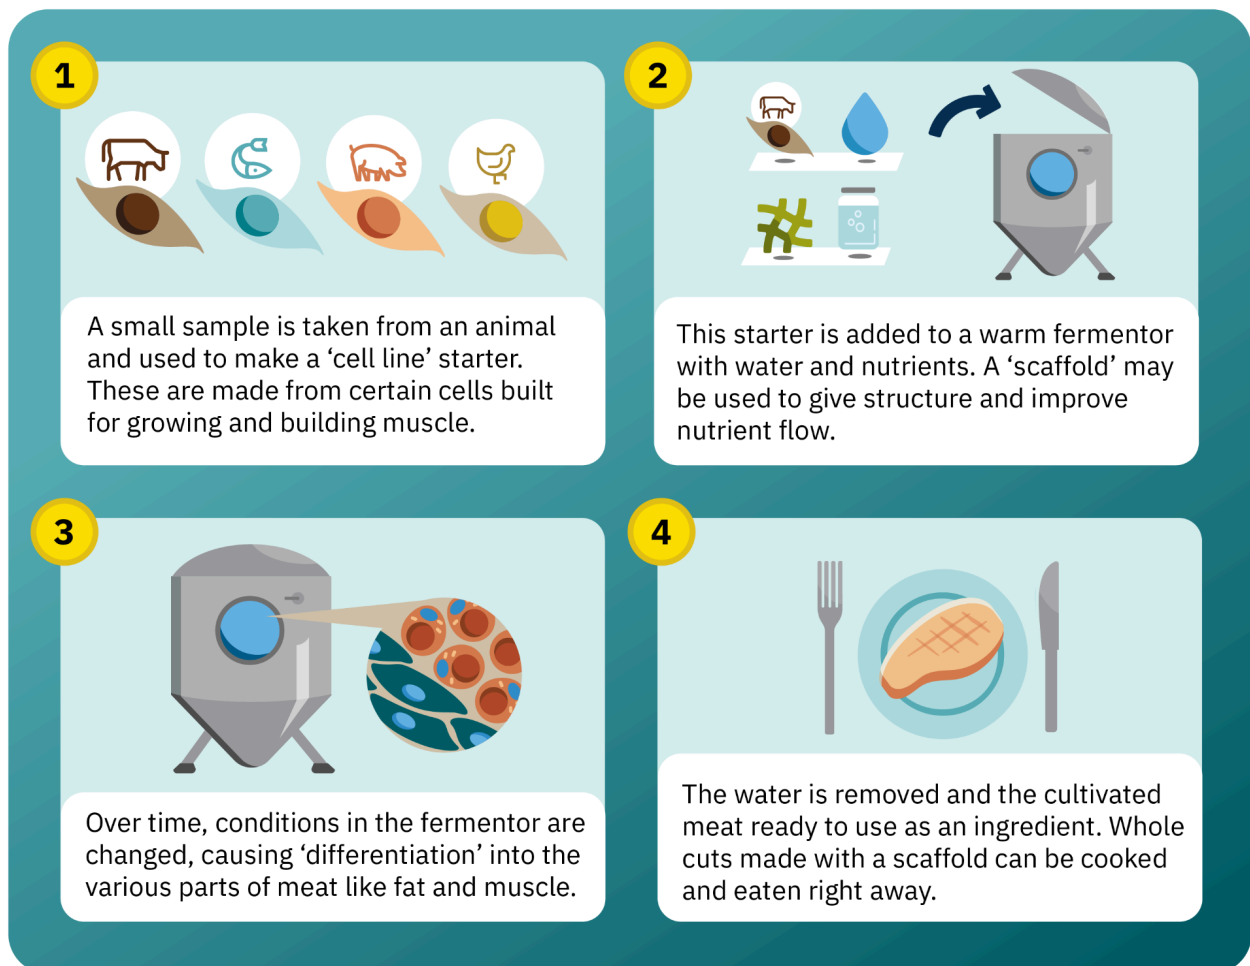 1
A small sample is taken from an animal
and used to make a ‘cell line’ starter.
These are made from certain cells built
for growing and building muscle.
2
This starter is added to a warm fermentor
with water and nutrients. A ‘scaffold’ may
be used to give structure and improve
nutrient flow.
3
Over time, conditions in the fermentor are
changed, causing ‘differentiation’ into the
various parts of meat like fat and muscle.
4
The water is removed and the cultivated
meat ready to use as an ingredient. Whole
cuts made with a scaffold can be cooked
and eaten right away.